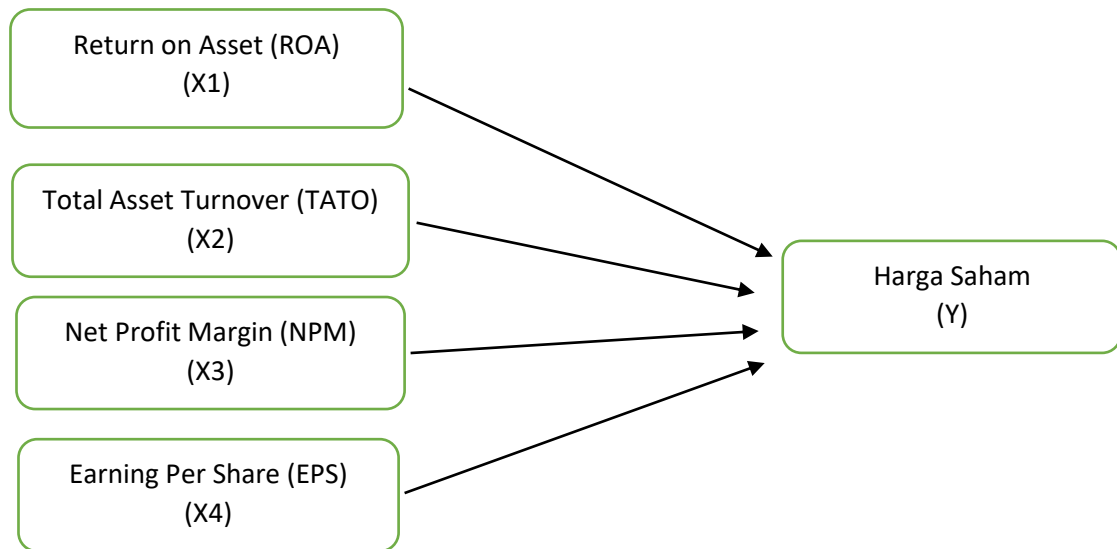 Return on Asset (ROA)
(X1)
Total Asset Turnover (TATO)
(X2)
Net Profit Margin (NPM)
(X3)
Earning Per Share (EPS)
(X4)
Harga Saham
(Y)